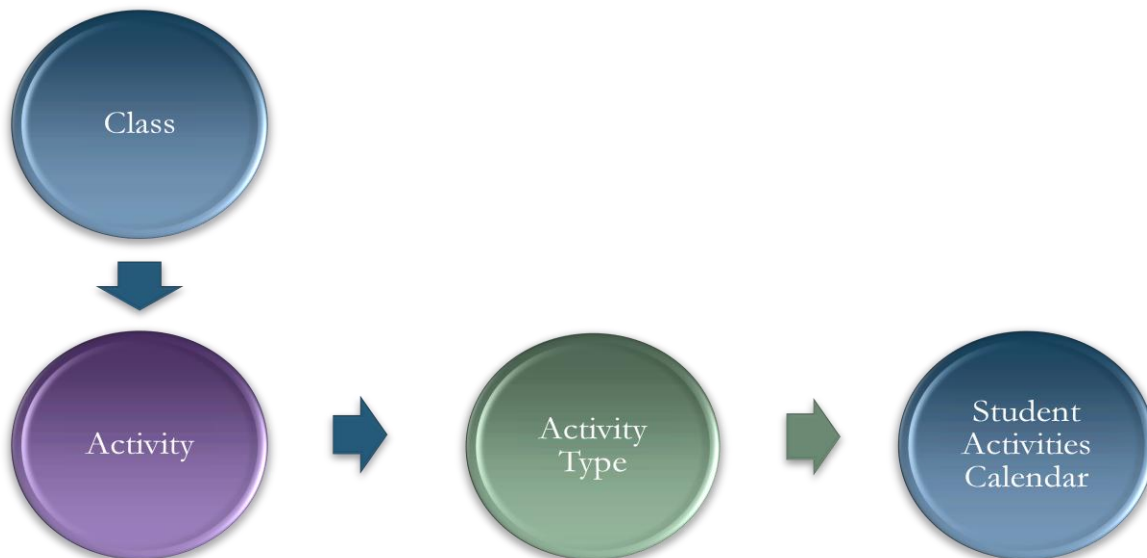 Class
Activity
Activity
Type
Student
Activities
Calendar